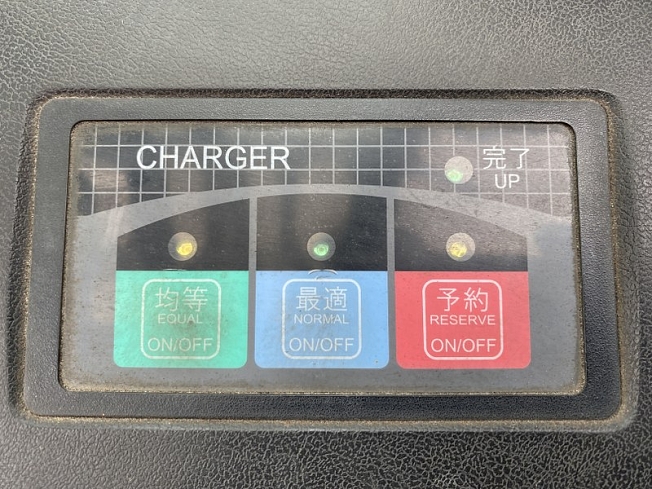 CHARGER
完了
UP
均等
EQUAL
ON/OFF
最適
NORMAL
ON/OFF
予約
RESERVE
ON/OFF